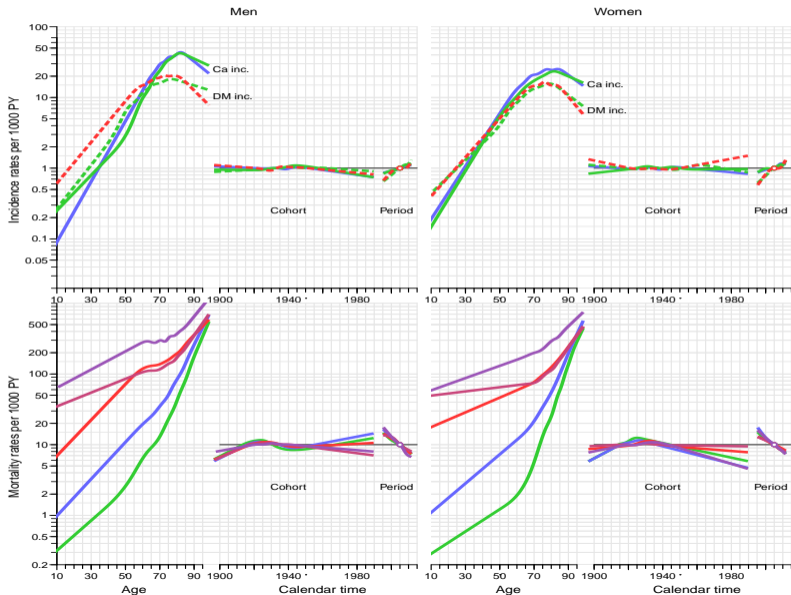 Men
Women
Incidence rates per 1000 PY
100
50
20
10
5
2
1
0.5
0.2
0.1
0.05
Ca inc.
DM inc.
Cohort
Period
Ca inc.
DM inc.
Cohort
Period
10 30 50 70 90 1900 1940 1980
10 30 50 70 90 1900 1940 1980
Mortality rates per 1000 PY
500
200
100
50
20
10
5
2
1
0.5
0.2
Cohort
Period
Cohort
Period
10 30 50 70 90 1900 1940 1980
10 30 50 70 90 1900 1940 1980
Age
Calendar time
Age
Calendar time